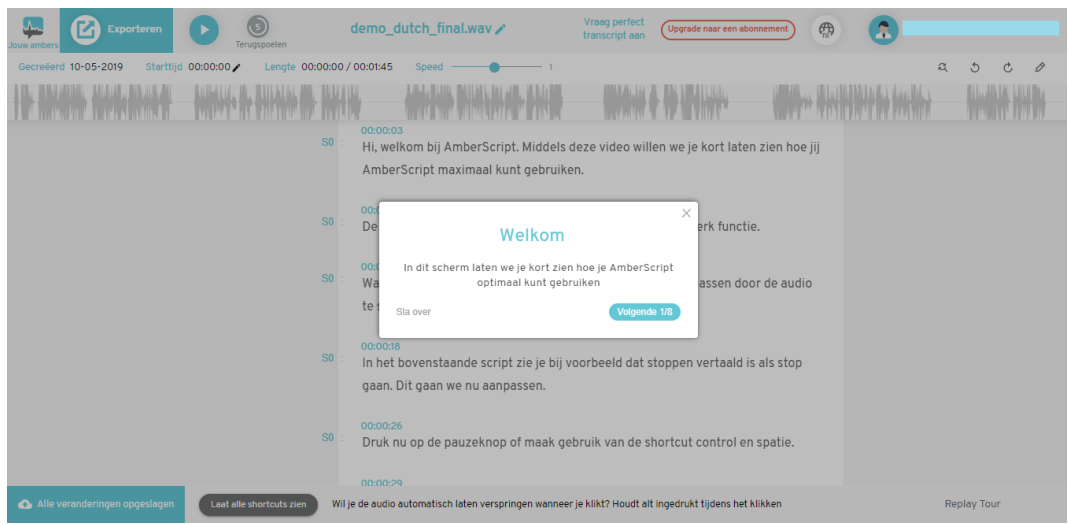 Jouw ambers
Exporteren
5
Terugspoelen
demo_dutch_final.wav
Vraag perfect
transcript aan
Upgrade naar een abonnement
nl
Gecreëerd 10-05-2019 Starttijd 00:00:00 Lengte 00:00:00 / 00:01:45 Speed 1
00:00:03
S0 : Hi, welkom bij AmberScript. Middels deze video willen we je kort laten zien hoe jij
AmberScript maximaal kunt gebruiken.
S0 : De erk functie.
S0 : Wa assen door de audio
te s
Welkom
In dit scherm laten we je kort zien hoe je AmberScript
optimaal kunt gebruiken
Sla over
Volgende 1/8
00:00:18
S0 : In het bovenstaande script zie je bij voorbeeld dat stoppen vertaald is als stop
gaan. Dit gaan we nu aanpassen.
00:00:26
S0 : Druk nu op de pauzeknop of maak gebruik van de shortcut control en spatie.
00:00:29
Alle veranderingen opgeslagen
Laat alle shortcuts zien
Wil je de audio automatisch laten verspringen wanneer je klikt? Houdt alt ingedrukt tijdens het klikken
Replay Tour